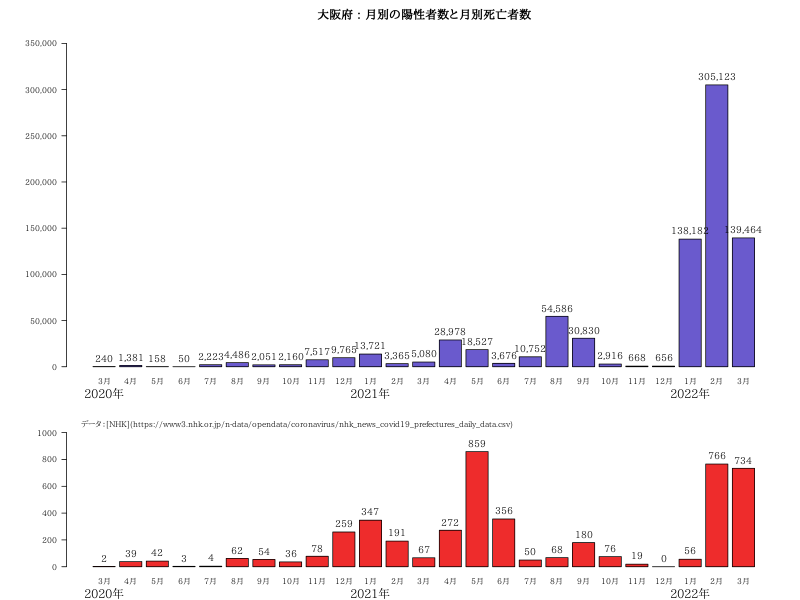 大阪府：月別の陽性者数と月別死亡者数
350,000
300,000
250,000
200,000
150,000
100,000
50,000
0
240 1,381 158 50 2,223 4,486 2,051 2,160 7,517 9,765 13,721 3,365 5,080 28,978 18,527 3,676 10,752 54,586 30,830 2,916 668 656 138,182 305,123 139,464
3月 4月 5月 6月 7月 8月 9月 10月 11月 12月 1月 2月 3月 4月 5月 6月 7月 8月 9月 10月 11月 12月 1月 2月 3月
2020年 2021年 2022年
データ:[NHK](https://www3.nhk.or.jp/n-data/opendata/coronavirus/nhk_news_covid19_prefectures_daily_data.csv)
1000
800
600
400
200
0
2 39 42 3 4 62 54 36 78 259 347 191 67 272 859 356 50 68 180 76 19 0 56 766 734
3月 4月 5月 6月 7月 8月 9月 10月 11月 12月 1月 2月 3月 4月 5月 6月 7月 8月 9月 10月 11月 12月 1月 2月 3月
2020年 2021年 2022年